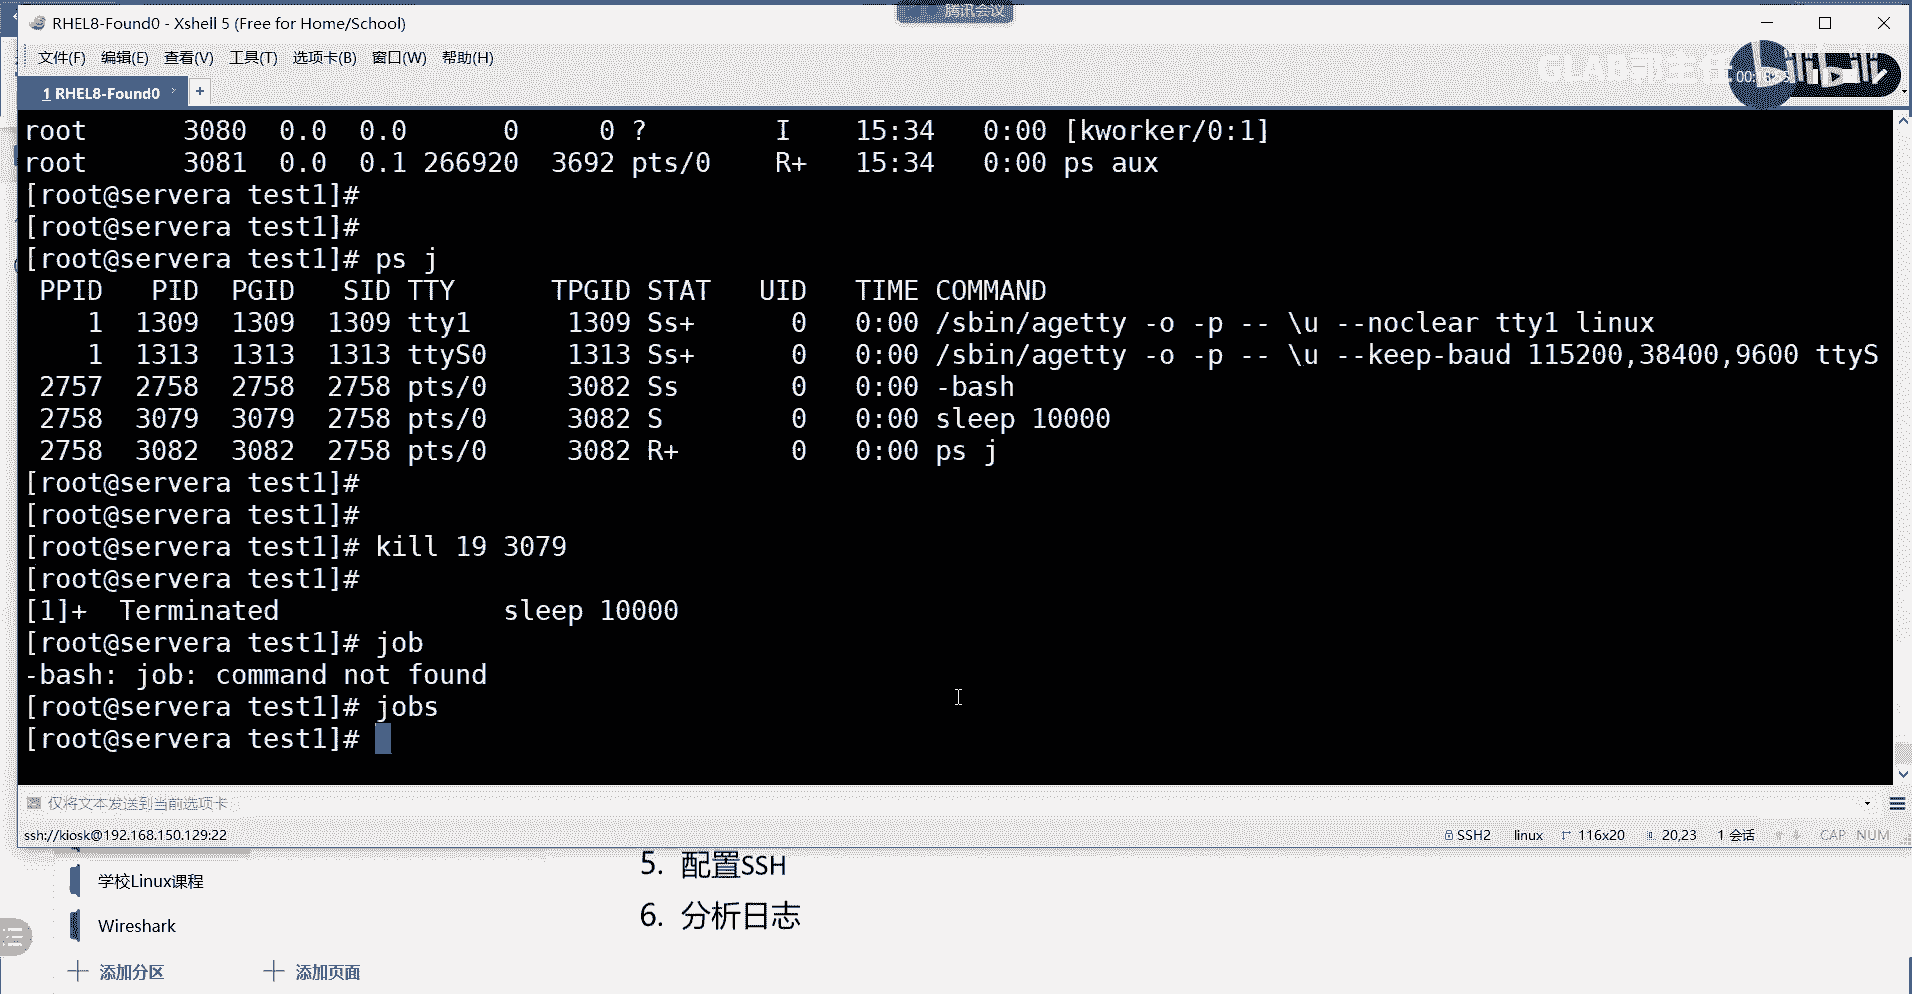 腾讯会议
RHEL8-Found0 - Xshell 5 (Free for Home/School)
文件(F) 编辑(E) 查看(V) 工具(T) 选项卡(B) 窗口(W) 帮助(H)
GLAB郭主任
bilibili
1 RHEL8-Found0 +
root 3080 0.0 0.0 0 0 ? I 15:34 0:00 [kworker/0:1]
root 3081 0.0 0.1 266920 3692 pts/0 R+ 15:34 0:00 ps aux
[root@servera test1]#
[root@servera test1]#
[root@servera test1]# ps j
PPID PID PGID SID TTY TPGID STAT UID TIME COMMAND
1 1309 1309 1309 tty1 1309 Ss+ 0 0:00 /sbin/agetty -o -p -- \u --noclear tty1 linux
1 1313 1313 1313 ttyS0 1313 Ss+ 0 0:00 /sbin/agetty -o -p -- \u --keep-baud 115200,38400,9600 ttyS
2757 2758 2758 2758 pts/0 3082 Ss 0 0:00 -bash
2758 3079 3079 2758 pts/0 3082 S 0 0:00 sleep 10000
2758 3082 3082 2758 pts/0 3082 R+ 0 0:00 ps j
[root@servera test1]#
[root@servera test1]#
[root@servera test1]# kill 19 3079
[root@servera test1]#
[1]+ Terminated sleep 10000
[root@servera test1]# job
-bash: job: command not found
[root@servera test1]# jobs
[root@servera test1]#
仅将文本发送到当前选项卡
ssh://kiosk@192.168.150.129:22 SSH2 linux 116x20 20,23 1 会话 CAP NUM
5. 配置SSH
学校Linux课程
6. 分析日志
Wireshark
添加分区 添加页面